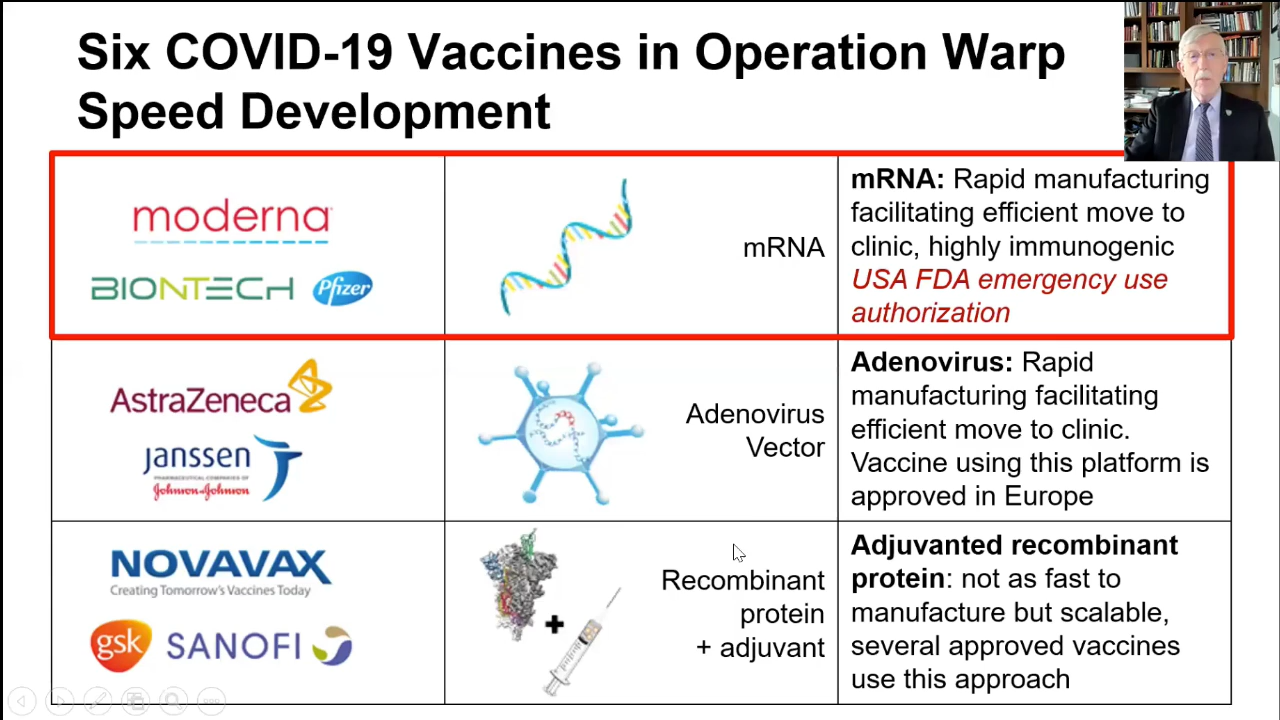 Six COVID-19 Vaccines in Operation Warp
Speed Development
moderna
BIONTECH
Pfizer
mRNA
mRNA: Rapid manufacturing
facilitating efficient move to
clinic, highly immunogenic
USA FDA emergency use
authorization
AstraZeneca
janssen
PHARMACEUTICAL COMPANIES OF
Johnson & Johnson
Adenovirus
Vector
Adenovirus: Rapid
manufacturing facilitating
efficient move to clinic.
Vaccine using this platform is
approved in Europe
NOVAVAX
Creating Tomorrow's Vaccines Today
gsk
SANOFI
Recombinant
protein
+ adjuvant
Adjuvanted recombinant
protein: not as fast to
manufacture but scalable,
several approved vaccines
use this approach